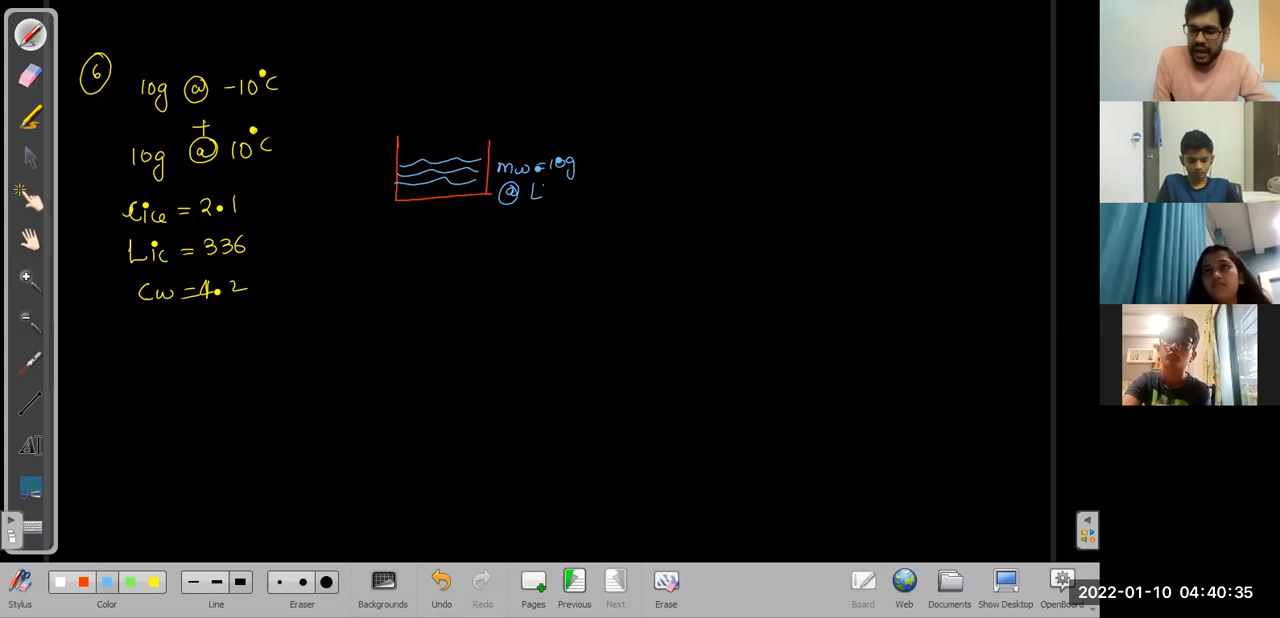 6
10g @ -10°C
+
10g @ 10°C
Cice = 2.1
Lic = 336
Cw = 4.2
mw = 10g
@ L
Stylus
Color
Line
Eraser
Backgrounds
Undo
Redo
Pages
Previous
Next
Erase
Board
Web
Documents
Show Desktop
OpenBoard
2022-01-10 04:40:35